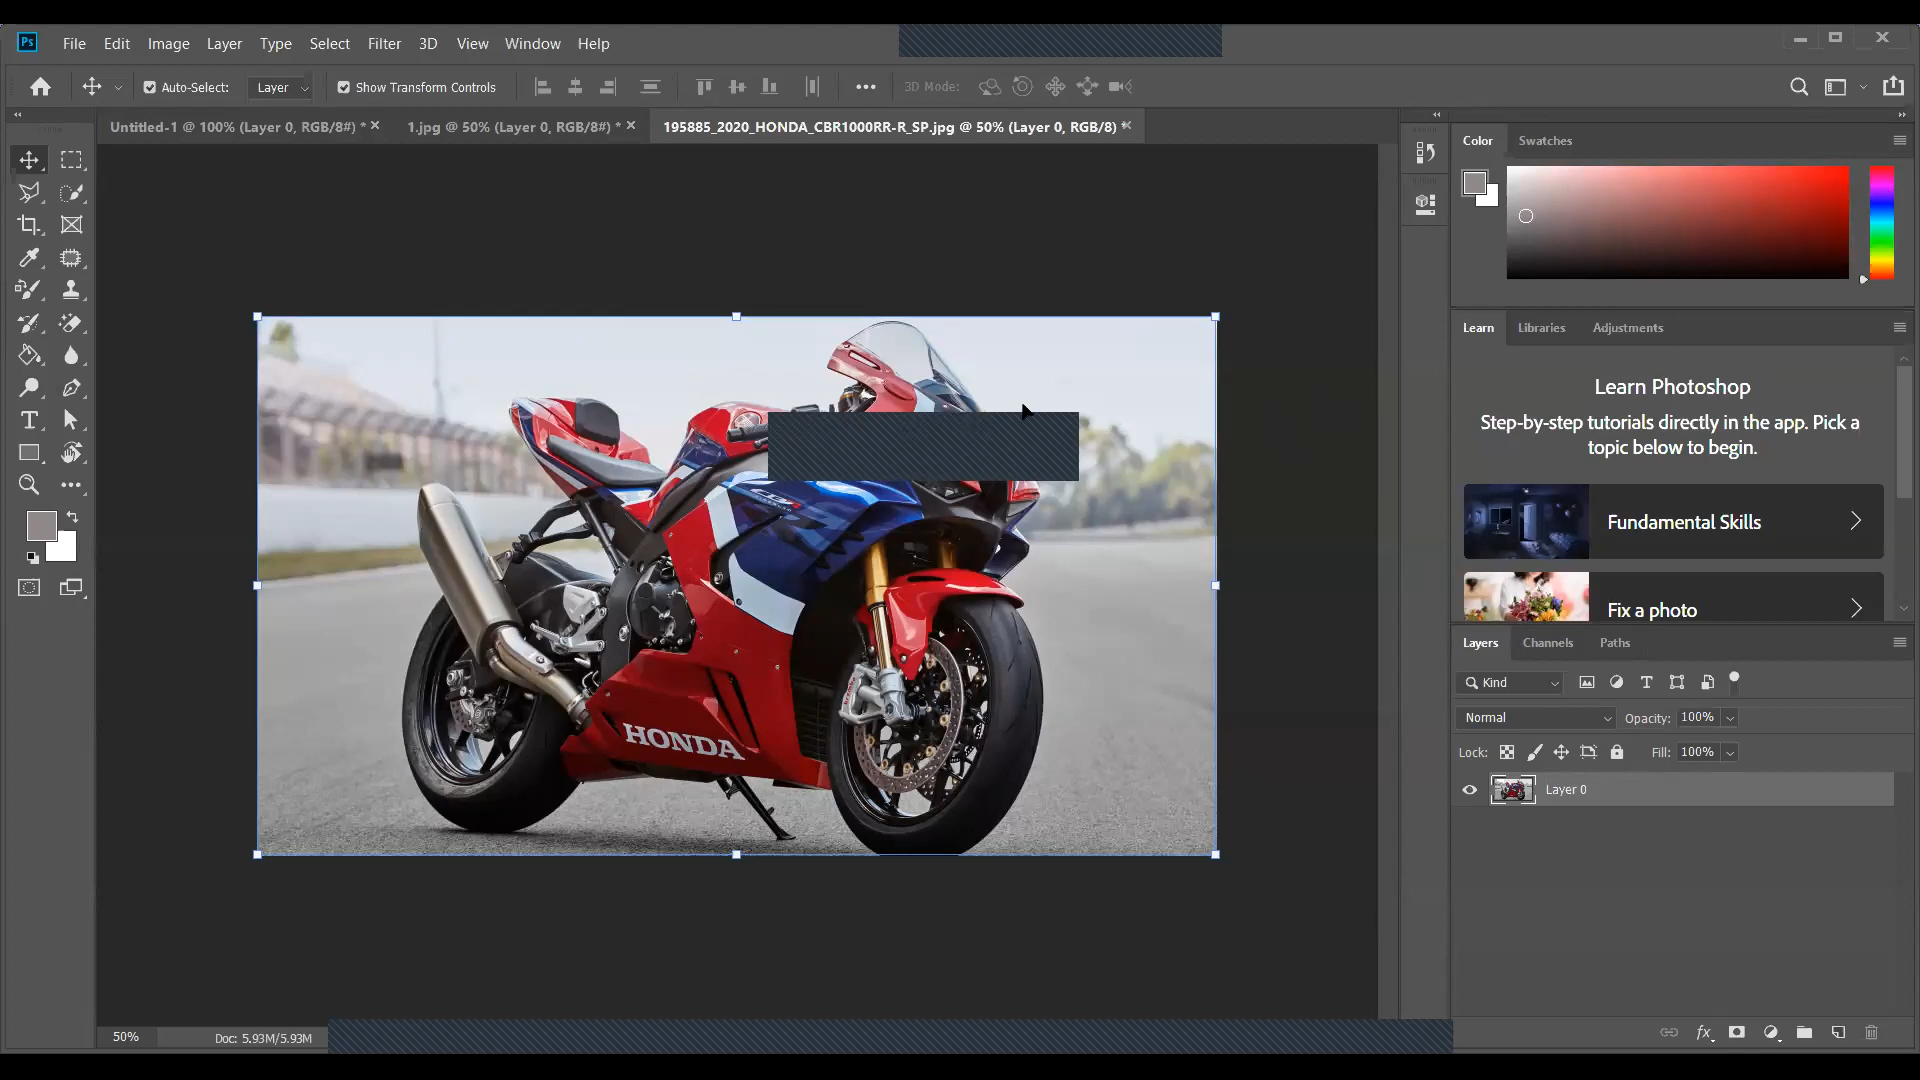 Ps File Edit Image Layer Type Select Filter 3D View Window Help
Auto-Select: Layer Show Transform Controls 3D Mode:
Untitled-1 @ 100% (Layer 0, RGB/8#) * 1.jpg @ 50% (Layer 0, RGB/8#) * 195885_2020_HONDA_CBR1000RR-R_SP.jpg @ 50% (Layer 0, RGB/8) *
Color Swatches
Learn Libraries Adjustments
Learn Photoshop
Step-by-step tutorials directly in the app. Pick a
topic below to begin.
Fundamental Skills
Fix a photo
HONDA
Layers Channels Paths
Kind
Normal Opacity: 100%
Lock: Fill: 100%
Layer 0
50% Doc: 5.93M/5.93M